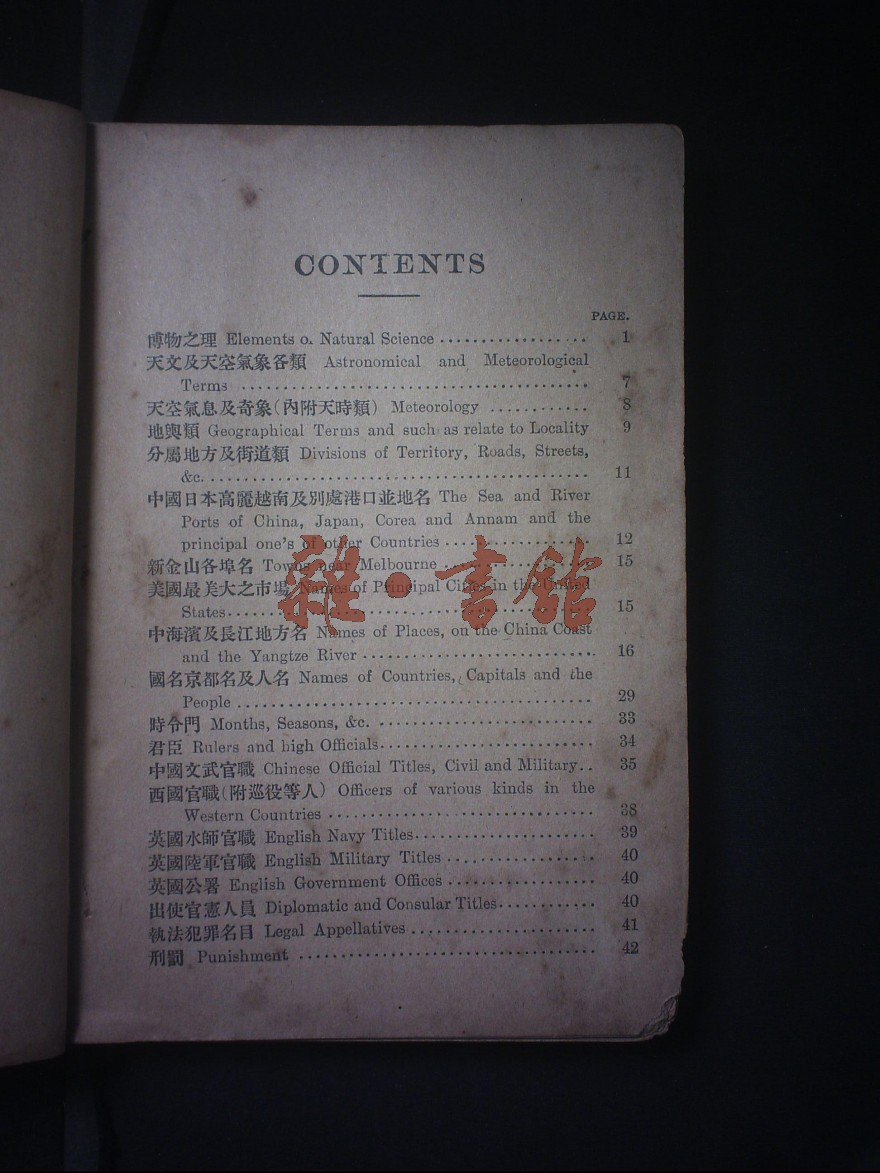 CONTENTS
PAGE.
博物之理 Elements o. Natural Science .................. 1
天文及天空氣象各類 Astronomical and Meteorological
Terms .......................................... 7
天空氣息及奇象(內附天時類) Meteorology ............ 8
地輿類 Geographical Terms and such as relate to Locality 9
分屬地方及街道類 Divisions of Territory, Roads, Streets,
&c. .............................................. 11
中國日本高麗越南及別處港口並地名 The Sea and River
Ports of China, Japan, Corea and Annam and the
principal one's of other Countries .................. 12
新金山各埠名 Towns near Melbourne .................. 15
美國最美大之市場 Names of Principal Cities in the United
States ............................................ 15
中海濱及長江地方名 Names of Places, on the China Coast
and the Yangtze River ............................ 16
國名京都名及人名 Names of Countries, Capitals and the
People ........................................... 29
時令門 Months, Seasons, &c. .......................... 33
君臣 Rulers and high Officials .......................... 34
中國文武官職 Chinese Official Titles, Civil and Military.. 35
西國官職(附巡役等人) Officers of various kinds in the
Western Countries ................................ 38
英國水師官職 English Navy Titles ...................... 39
英國陸軍官職 English Military Titles .................. 40
英國公署 English Government Offices .................. 40
出使官憲人員 Diplomatic and Consular Titles ............ 40
執法犯罪名目 Legal Appellatives ...................... 41
刑罰 Punishment .................................... 42
雜·書館